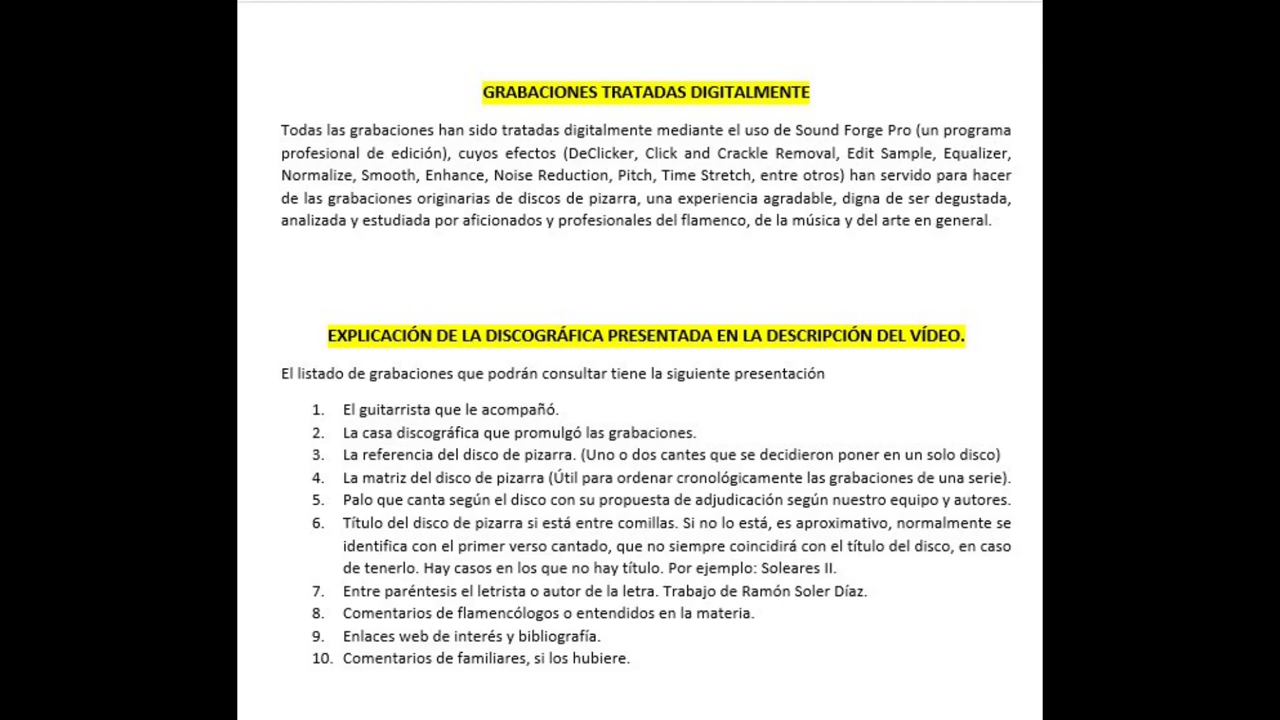 GRABACIONES TRATADAS DIGITALMENTE
Todas las grabaciones han sido tratadas digitalmente mediante el uso de Sound Forge Pro (un programa
profesional de edición), cuyos efectos (DeClicker, Click and Crackle Removal, Edit Sample, Equalizer,
Normalize, Smooth, Enhance, Noise Reduction, Pitch, Time Stretch, entre otros) han servido para hacer
de las grabaciones originarias de discos de pizarra, una experiencia agradable, digna de ser degustada,
analizada y estudiada por aficionados y profesionales del flamenco, de la música y del arte en general.
EXPLICACIÓN DE LA DISCOGRÁFICA PRESENTADA EN LA DESCRIPCIÓN DEL VÍDEO.
El listado de grabaciones que podrán consultar tiene la siguiente presentación
1. El guitarrista que le acompañó.
2. La casa discográfica que promulgó las grabaciones.
3. La referencia del disco de pizarra. (Uno o dos cantes que se decidieron poner en un solo disco)
4. La matriz del disco de pizarra (Útil para ordenar cronológicamente las grabaciones de una serie).
5. Palo que canta según el disco con su propuesta de adjudicación según nuestro equipo y autores.
6. Título del disco de pizarra si está entre comillas. Si no lo está, es aproximativo, normalmente se
identifica con el primer verso cantado, que no siempre coincidirá con el título del disco, en caso
de tenerlo. Hay casos en los que no hay título. Por ejemplo: Soleares II.
7. Entre paréntesis el letrista o autor de la letra. Trabajo de Ramón Soler Díaz.
8. Comentarios de flamencólogos o entendidos en la materia.
9. Enlaces web de interés y bibliografía.
10. Comentarios de familiares, si los hubiere.